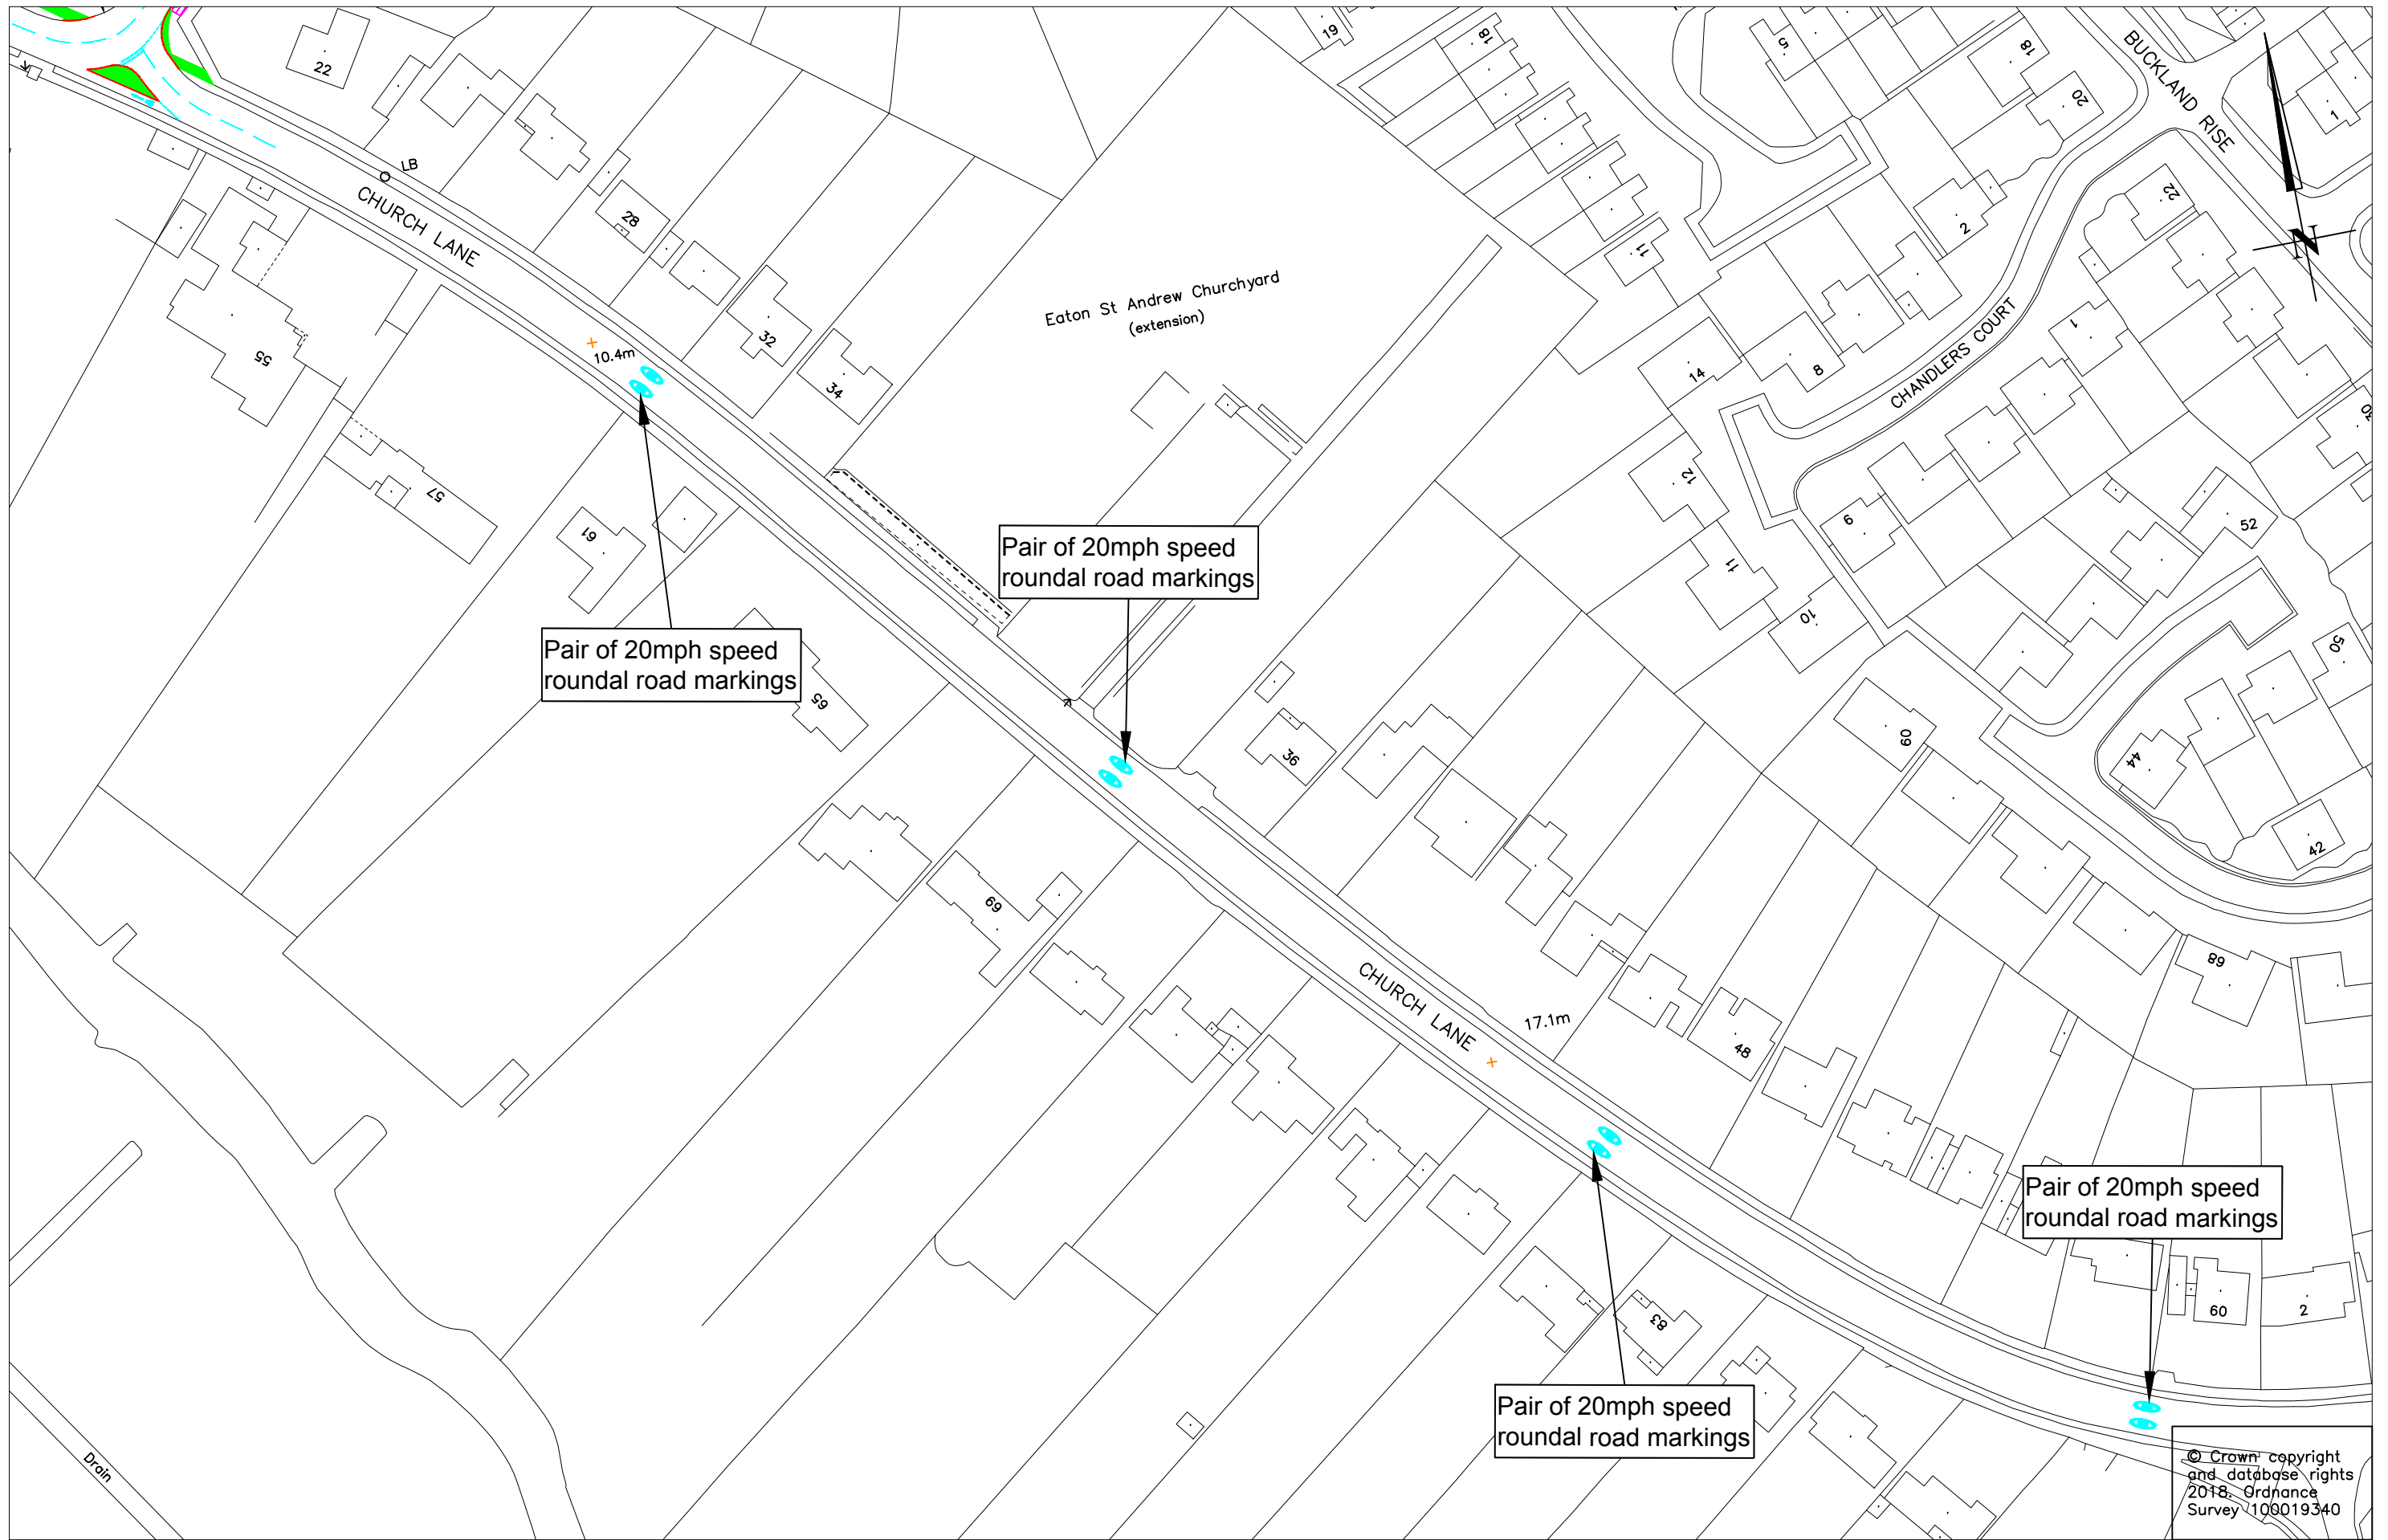 22
19
18
5
18
20
BUCKLAND RISE
1
LB
CHURCH LANE
28
2
22
11
N
Eaton St Andrew Churchyard
(extension)
32
34
10.4m
55
14
8
CHANDLERS COURT
1
57
12
9
52
61
Pair of 20mph speed
roundal road markings
11
10
Pair of 20mph speed
roundal road markings
65
50
36
60
44
42
69
CHURCH LANE
17.1m
48
68
Pair of 20mph speed
roundal road markings
60
2
83
Pair of 20mph speed
roundal road markings
Drain
© Crown copyright
and database rights
2018. Ordnance
Survey 100019340